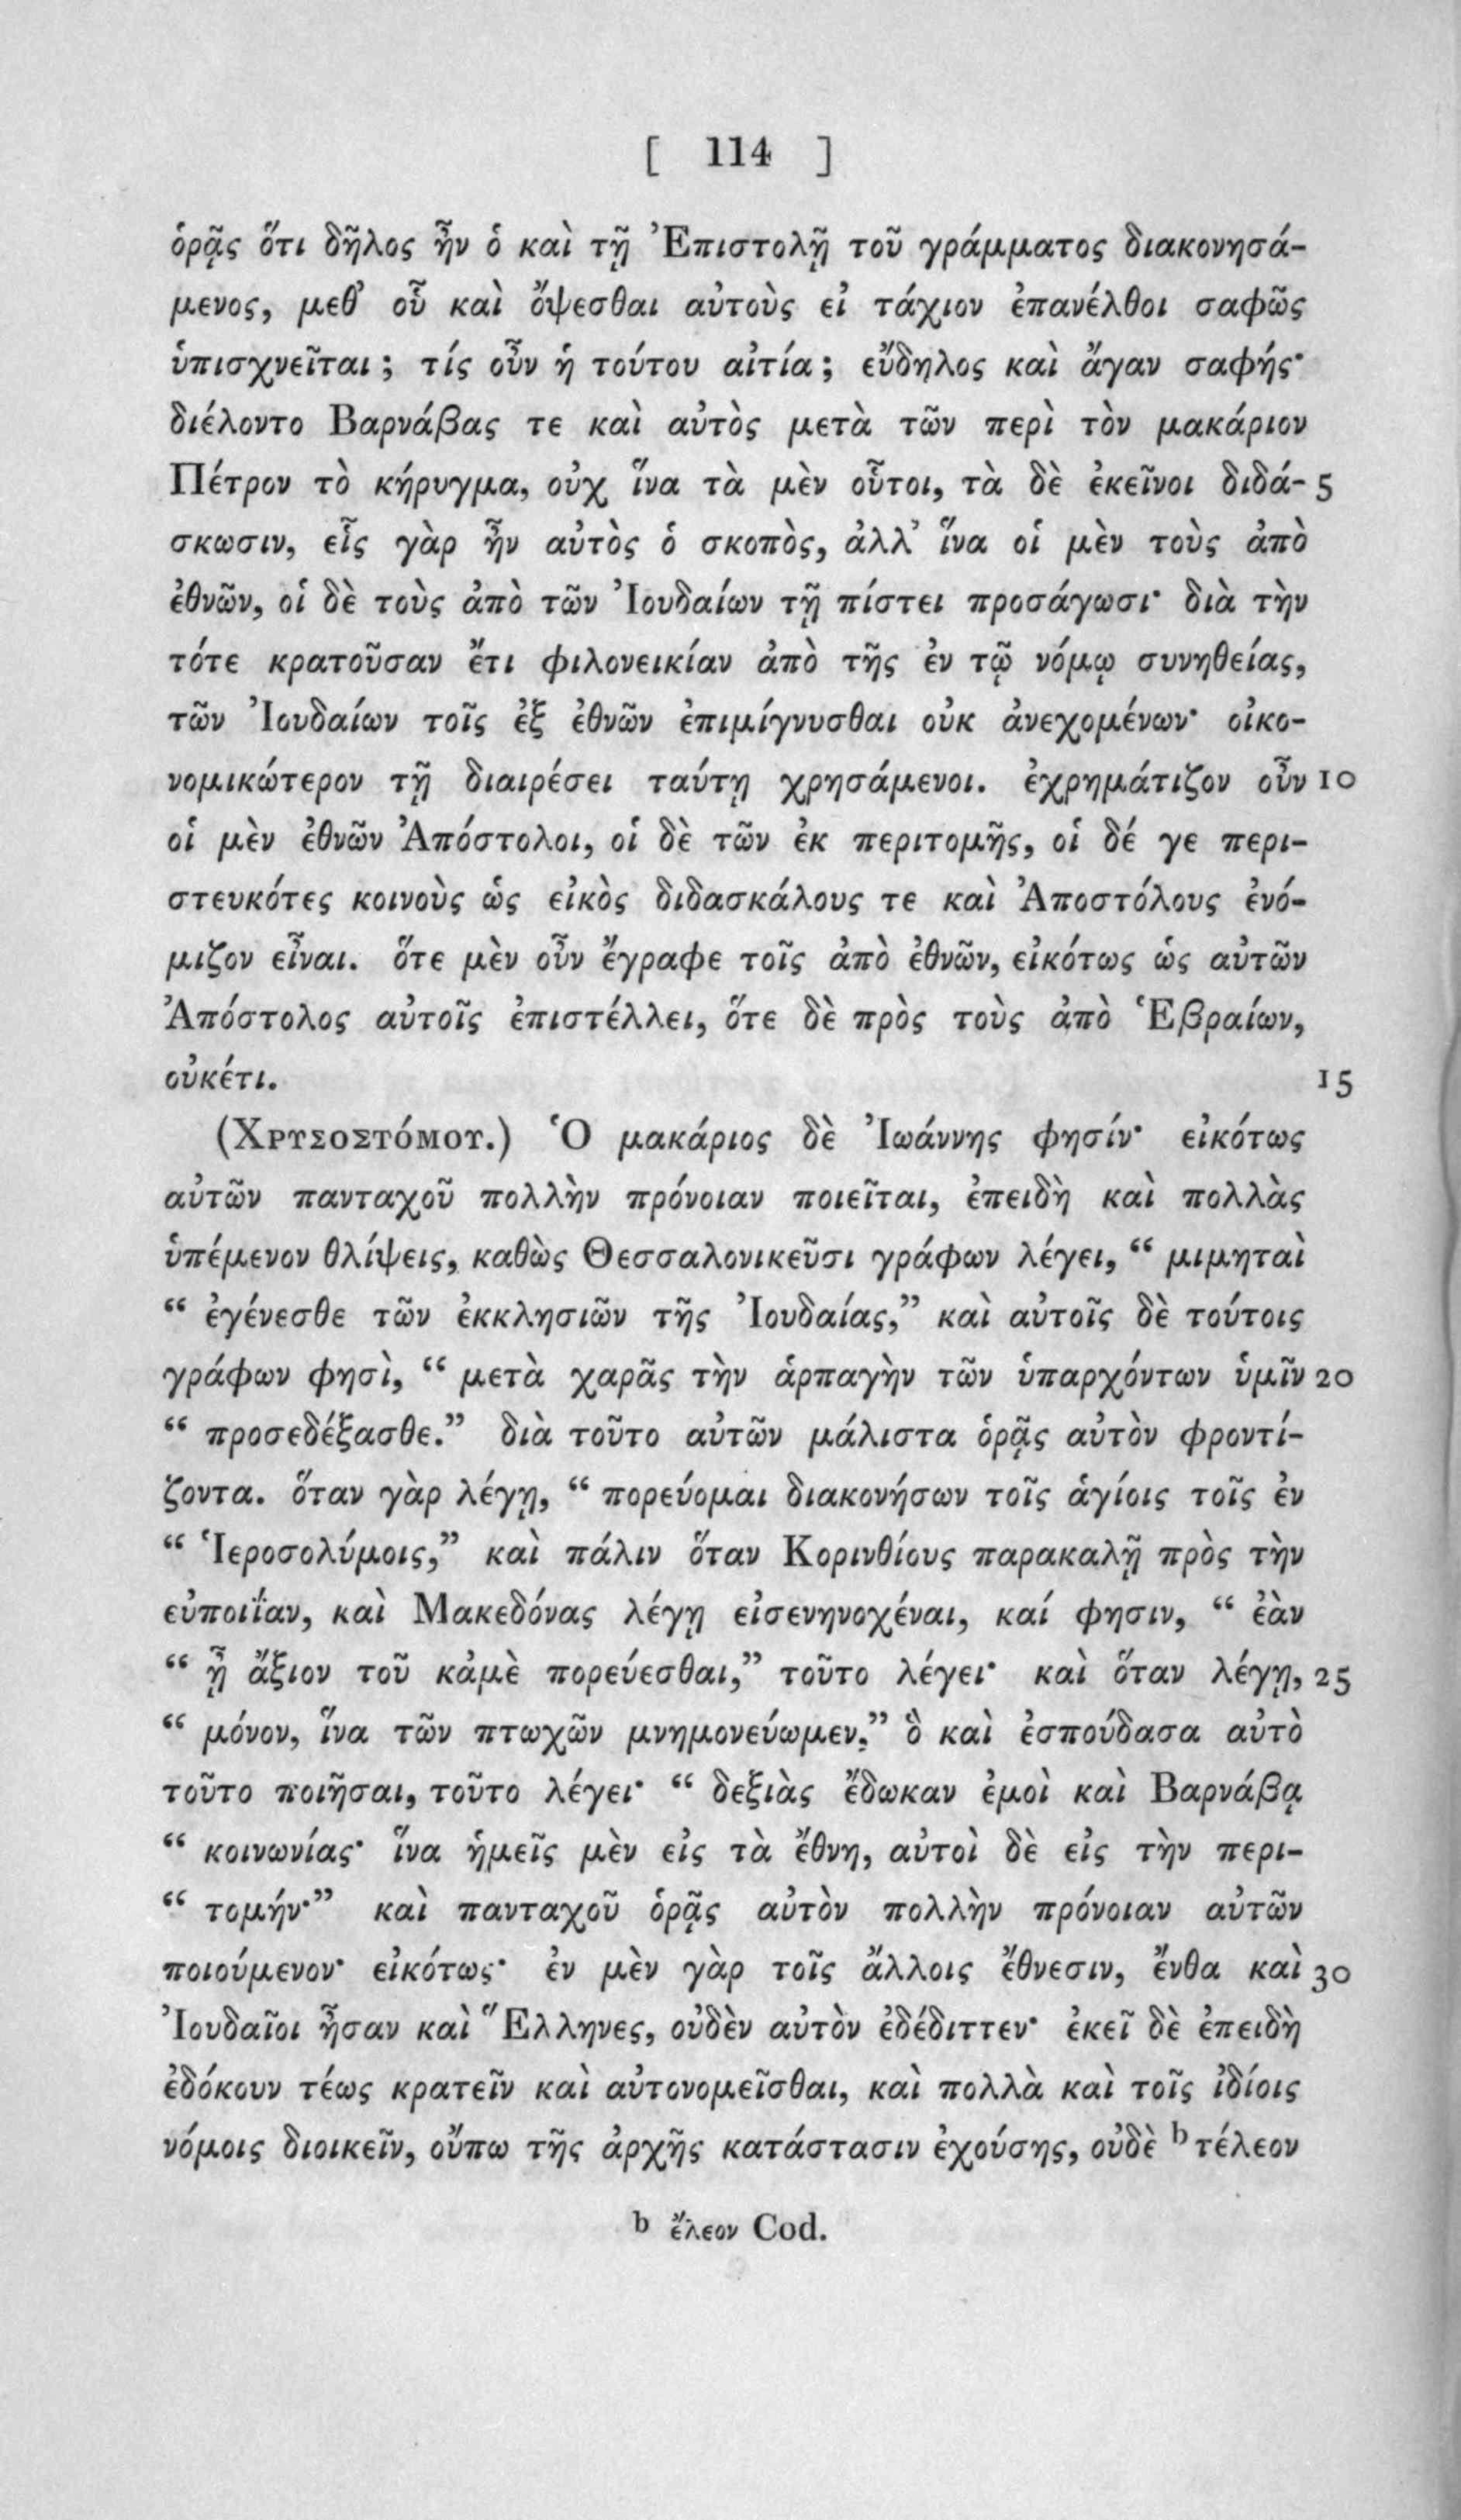 [ 114 ]
ὁρᾷς ὅτι δῆλος ἦν ὁ καὶ τῇ Ἐπιστολῇ τοῦ γράμματος διακονησά-
μενος, μεθ’ οὗ καὶ ὄψεσθαι αὐτοὺς εἰ τάχιον ἐπανέλθοι σαφῶς
ὑπισχνεῖται; τίς οὖν ἡ τούτου αἰτία; εὔδηλος καὶ ἄγαν σαφής·
διέλοντο Βαρνάβας τε καὶ αὐτὸς μετὰ τῶν περὶ τὸν μακάριον
Πέτρον τὸ κήρυγμα, οὐχ ἵνα τὰ μὲν οὗτοι, τὰ δὲ ἐκεῖνοι διδά- 5
σκωσιν, εἷς γὰρ ἦν αὐτὸς ὁ σκοπὸς, ἀλλ’ ἵνα οἱ μὲν τοὺς ἀπὸ
ἐθνῶν, οἱ δὲ τοὺς ἀπὸ τῶν Ἰουδαίων τῇ πίστει προσάγωσι· διὰ τὴν
τότε κρατοῦσαν ἔτι φιλονεικίαν ἀπὸ τῆς ἐν τῷ νόμῳ συνηθείας,
τῶν Ἰουδαίων τοῖς ἐξ ἐθνῶν ἐπιμίγνυσθαι οὐκ ἀνεχομένων· οἰκο-
νομικώτερον τῇ διαιρέσει ταύτῃ χρησάμενοι. ἐχρημάτιζον οὖν 10
οἱ μὲν ἐθνῶν Ἀπόστολοι, οἱ δὲ τῶν ἐκ περιτομῆς, οἱ δέ γε περι-
στευκότες κοινοὺς ὡς εἰκὸς διδασκάλους τε καὶ Ἀποστόλους ἐνό-
μιζον εἶναι. ὅτε μὲν οὖν ἔγραφε τοῖς ἀπὸ ἐθνῶν, εἰκότως ὡς αὐτῶν
Ἀπόστολος αὐτοῖς ἐπιστέλλει, ὅτε δὲ πρὸς τοὺς ἀπὸ Ἑβραίων,
οὐκέτι. 15
(Χρυσοστόμου.) Ὁ μακάριος δὲ Ἰωάννης φησίν· εἰκότως
αὐτῶν πανταχοῦ πολλὴν πρόνοιαν ποιεῖται, ἐπειδὴ καὶ πολλὰς
ὑπέμενον θλίψεις, καθὼς Θεσσαλονικεῦσι γράφων λέγει, “ μιμηταὶ
“ ἐγένεσθε τῶν ἐκκλησιῶν τῆς Ἰουδαίας,” καὶ αὐτοῖς δὲ τούτοις
γράφων φησὶ, “ μετὰ χαρᾶς τὴν ἁρπαγὴν τῶν ὑπαρχόντων ὑμῖν 20
“ προσεδέξασθε.” διὰ τοῦτο αὐτῶν μάλιστα ὁρᾷς αὐτὸν φροντί-
ζοντα. ὅταν γὰρ λέγῃ, “ πορεύομαι διακονήσων τοῖς ἁγίοις τοῖς ἐν
“ Ἱεροσολύμοις,” καὶ πάλιν ὅταν Κορινθίους παρακαλῇ πρὸς τὴν
εὐποιΐαν, καὶ Μακεδόνας λέγῃ εἰσενηνοχέναι, καί φησιν, “ ἐὰν
“ ᾖ ἄξιον τοῦ κἀμὲ πορεύεσθαι,” τοῦτο λέγει· καὶ ὅταν λέγῃ, 25
“ μόνον, ἵνα τῶν πτωχῶν μνημονεύωμεν,” ὃ καὶ ἐσπούδασα αὐτὸ
τοῦτο ποιῆσαι, τοῦτο λέγει· “ δεξιὰς ἔδωκαν ἐμοὶ καὶ Βαρνάβᾳ
“ κοινωνίας· ἵνα ἡμεῖς μὲν εἰς τὰ ἔθνη, αὐτοὶ δὲ εἰς τὴν περι-
“ τομήν·” καὶ πανταχοῦ ὁρᾷς αὐτὸν πολλὴν πρόνοιαν αὐτῶν
ποιούμενον· εἰκότως· ἐν μὲν γὰρ τοῖς ἄλλοις ἔθνεσιν, ἔνθα καὶ 30
Ἰουδαῖοι ἦσαν καὶ Ἕλληνες, οὐδὲν αὐτὸν ἐδέδιττεν· ἐκεῖ δὲ ἐπειδὴ
ἐδόκουν τέως κρατεῖν καὶ αὐτονομεῖσθαι, καὶ πολλὰ καὶ τοῖς ἰδίοις
νόμοις διοικεῖν, οὔπω τῆς ἀρχῆς κατάστασιν ἐχούσης, οὐδὲ ᵇ τέλεον
ᵇ ἔλεον Cod.